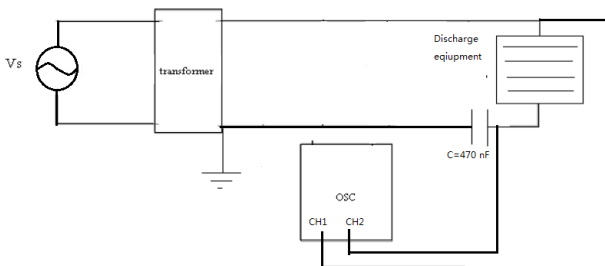 Vs
transformer
Discharge
eqiupment
C=470 nF
OSC
CH1 CH2